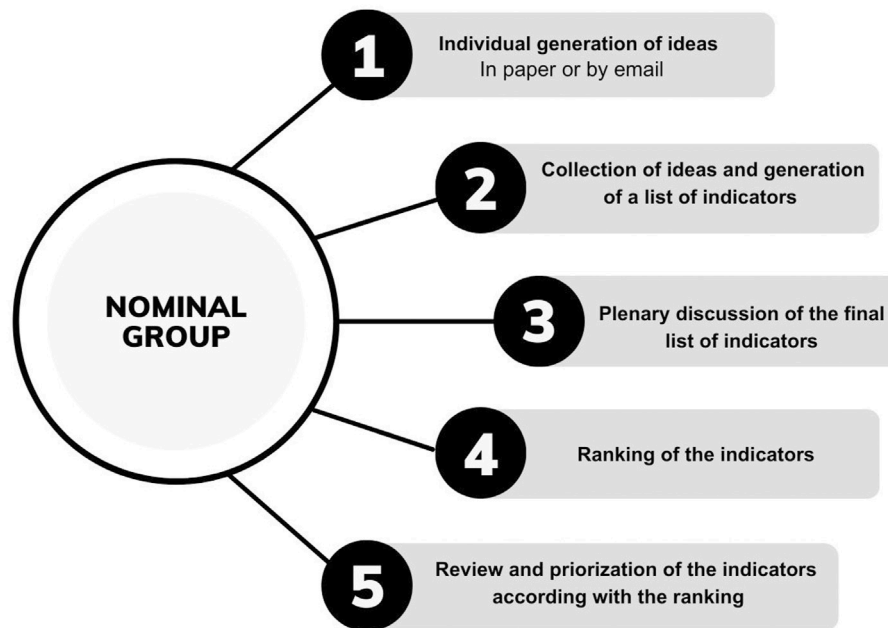 1
Individual generation of ideas
In paper or by email
2
Collection of ideas and generation
of a list of indicators
NOMINAL
GROUP
3
Plenary discussion of the final
list of indicators
4
Ranking of the indicators
5
Review and priorization of the indicators
according with the ranking